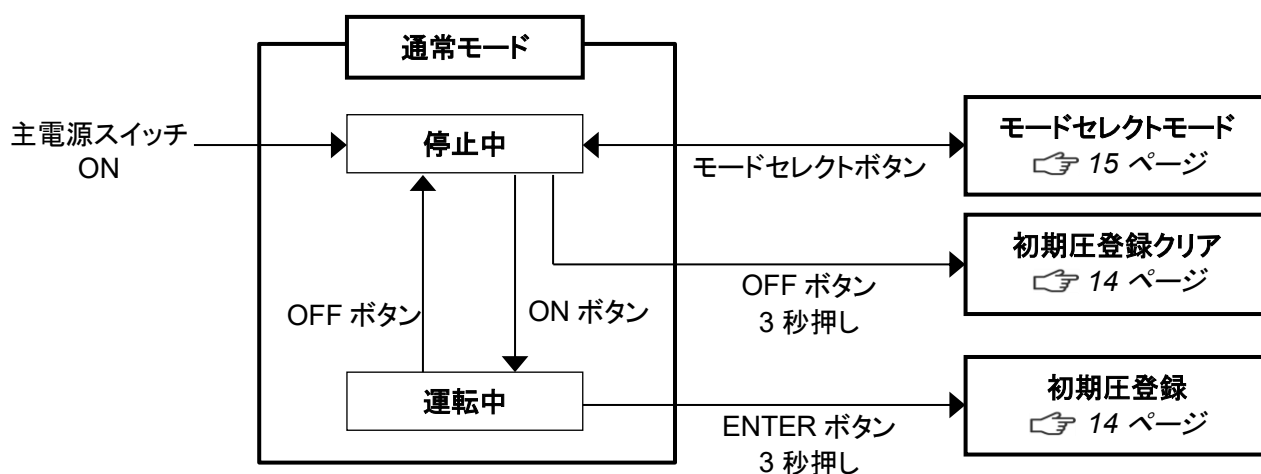 通常モード
主電源スイッチ
ON
停止中
モードセレクトボタン
モードセレクトモード
☞ 15 ページ
初期圧登録クリア
☞ 14 ページ
OFF ボタン
3 秒押し
OFF ボタン
ON ボタン
運転中
ENTER ボタン
3 秒押し
初期圧登録
☞ 14 ページ